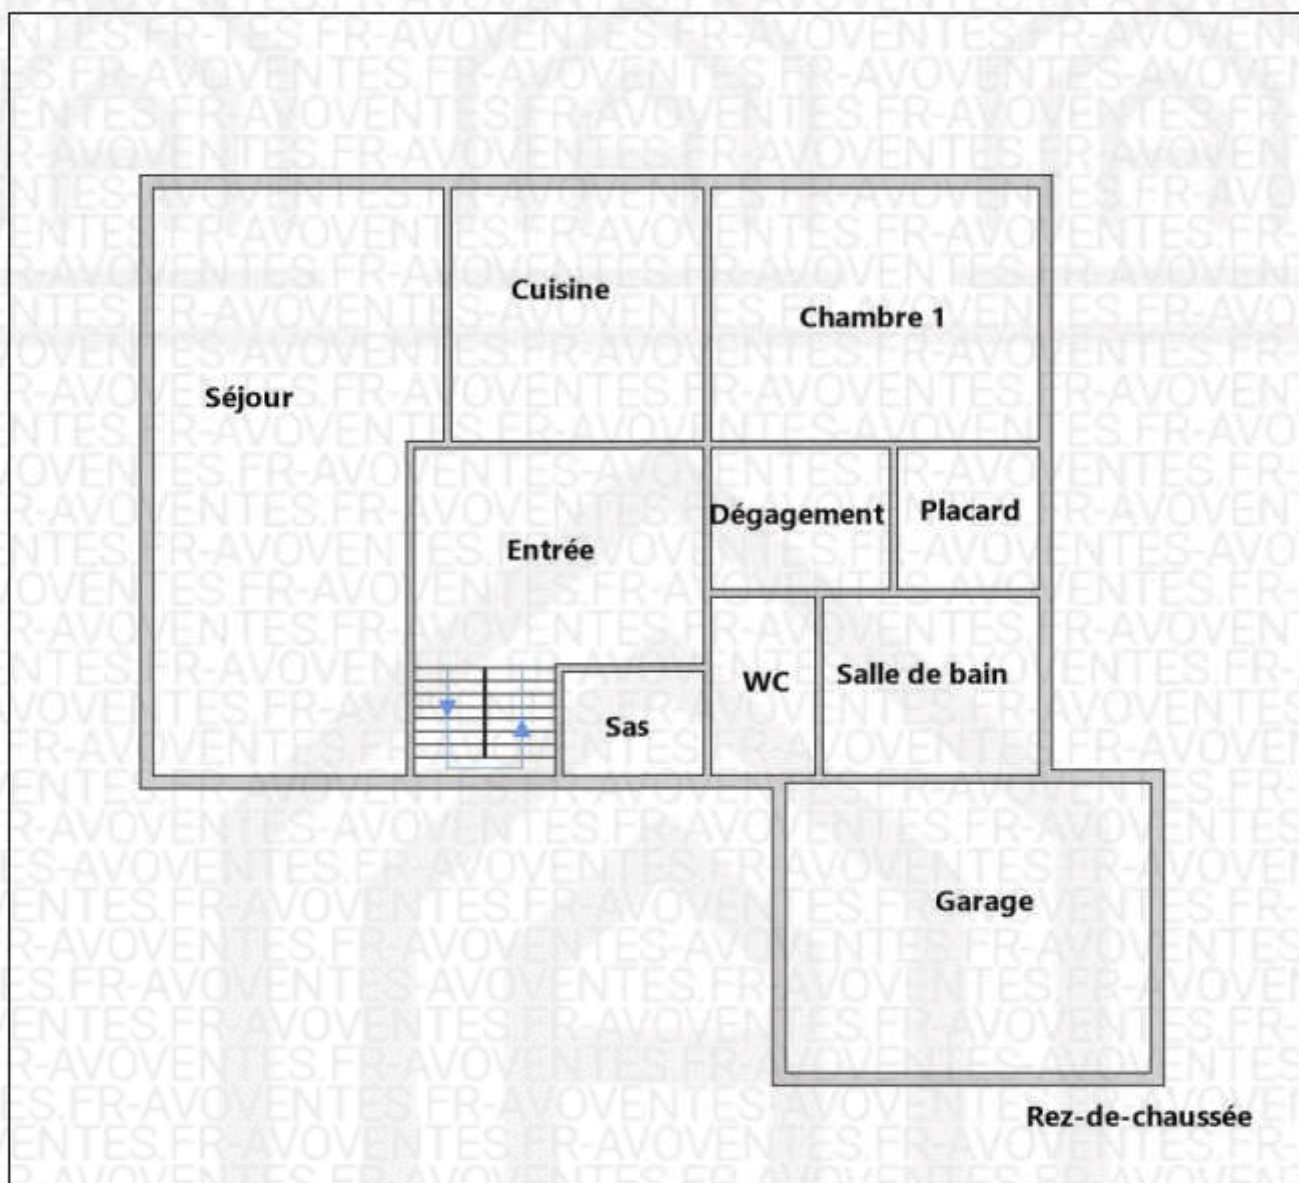 Cuisine
Chambre 1
Séjour
Dégagement
Placard
Entrée
WC
Salle de bain
Sas
Garage
Rez-de-chaussée